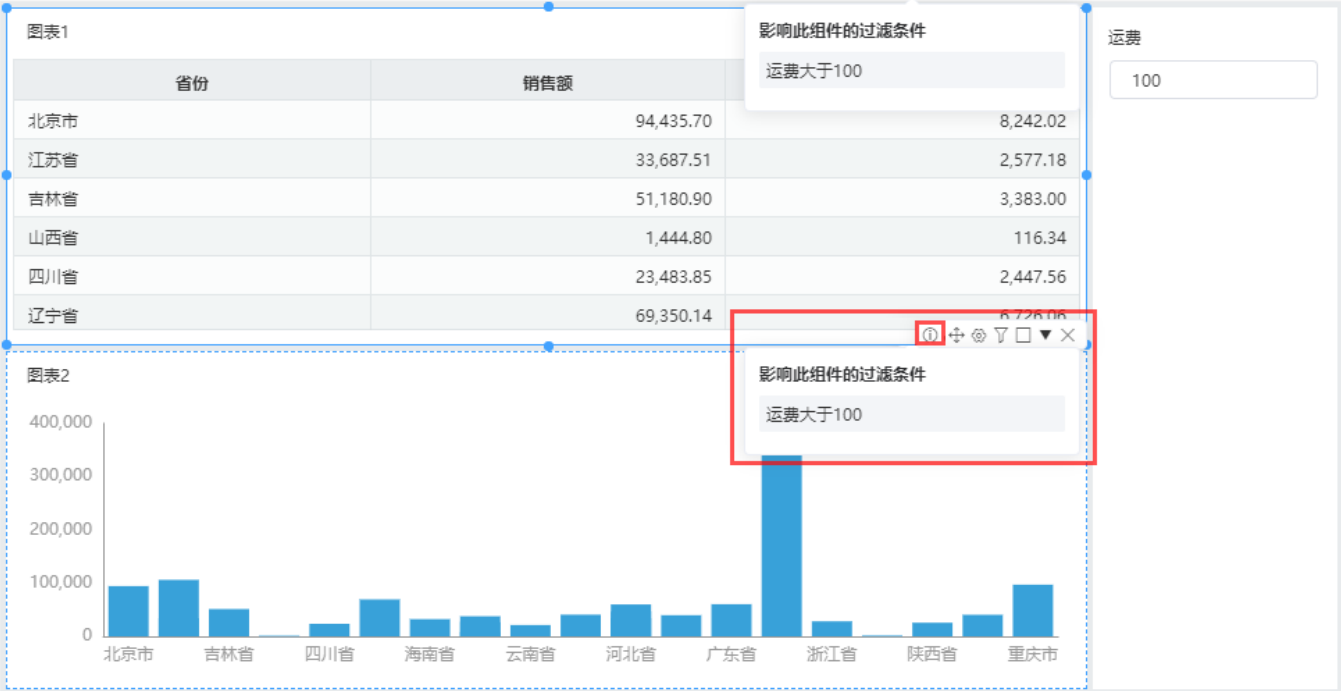 图表1
影响此组件的过滤条件
运费大于100
运费
100
省份 销售额
北京市 94,435.70 8,242.02
江苏省 33,687.51 2,577.18
吉林省 51,180.90 3,383.00
山西省 1,444.80 116.34
四川省 23,483.85 2,447.56
辽宁省 69,350.14 6,726.06
图表2
影响此组件的过滤条件
运费大于100
400,000
300,000
200,000
100,000
0
北京市 吉林省 四川省 海南省 云南省 河北省 广东省 浙江省 陕西省 重庆市